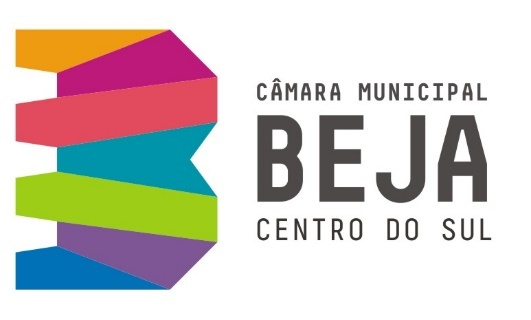 CÂMARA MUNICIPAL
BEJA
CENTRO DO SUL